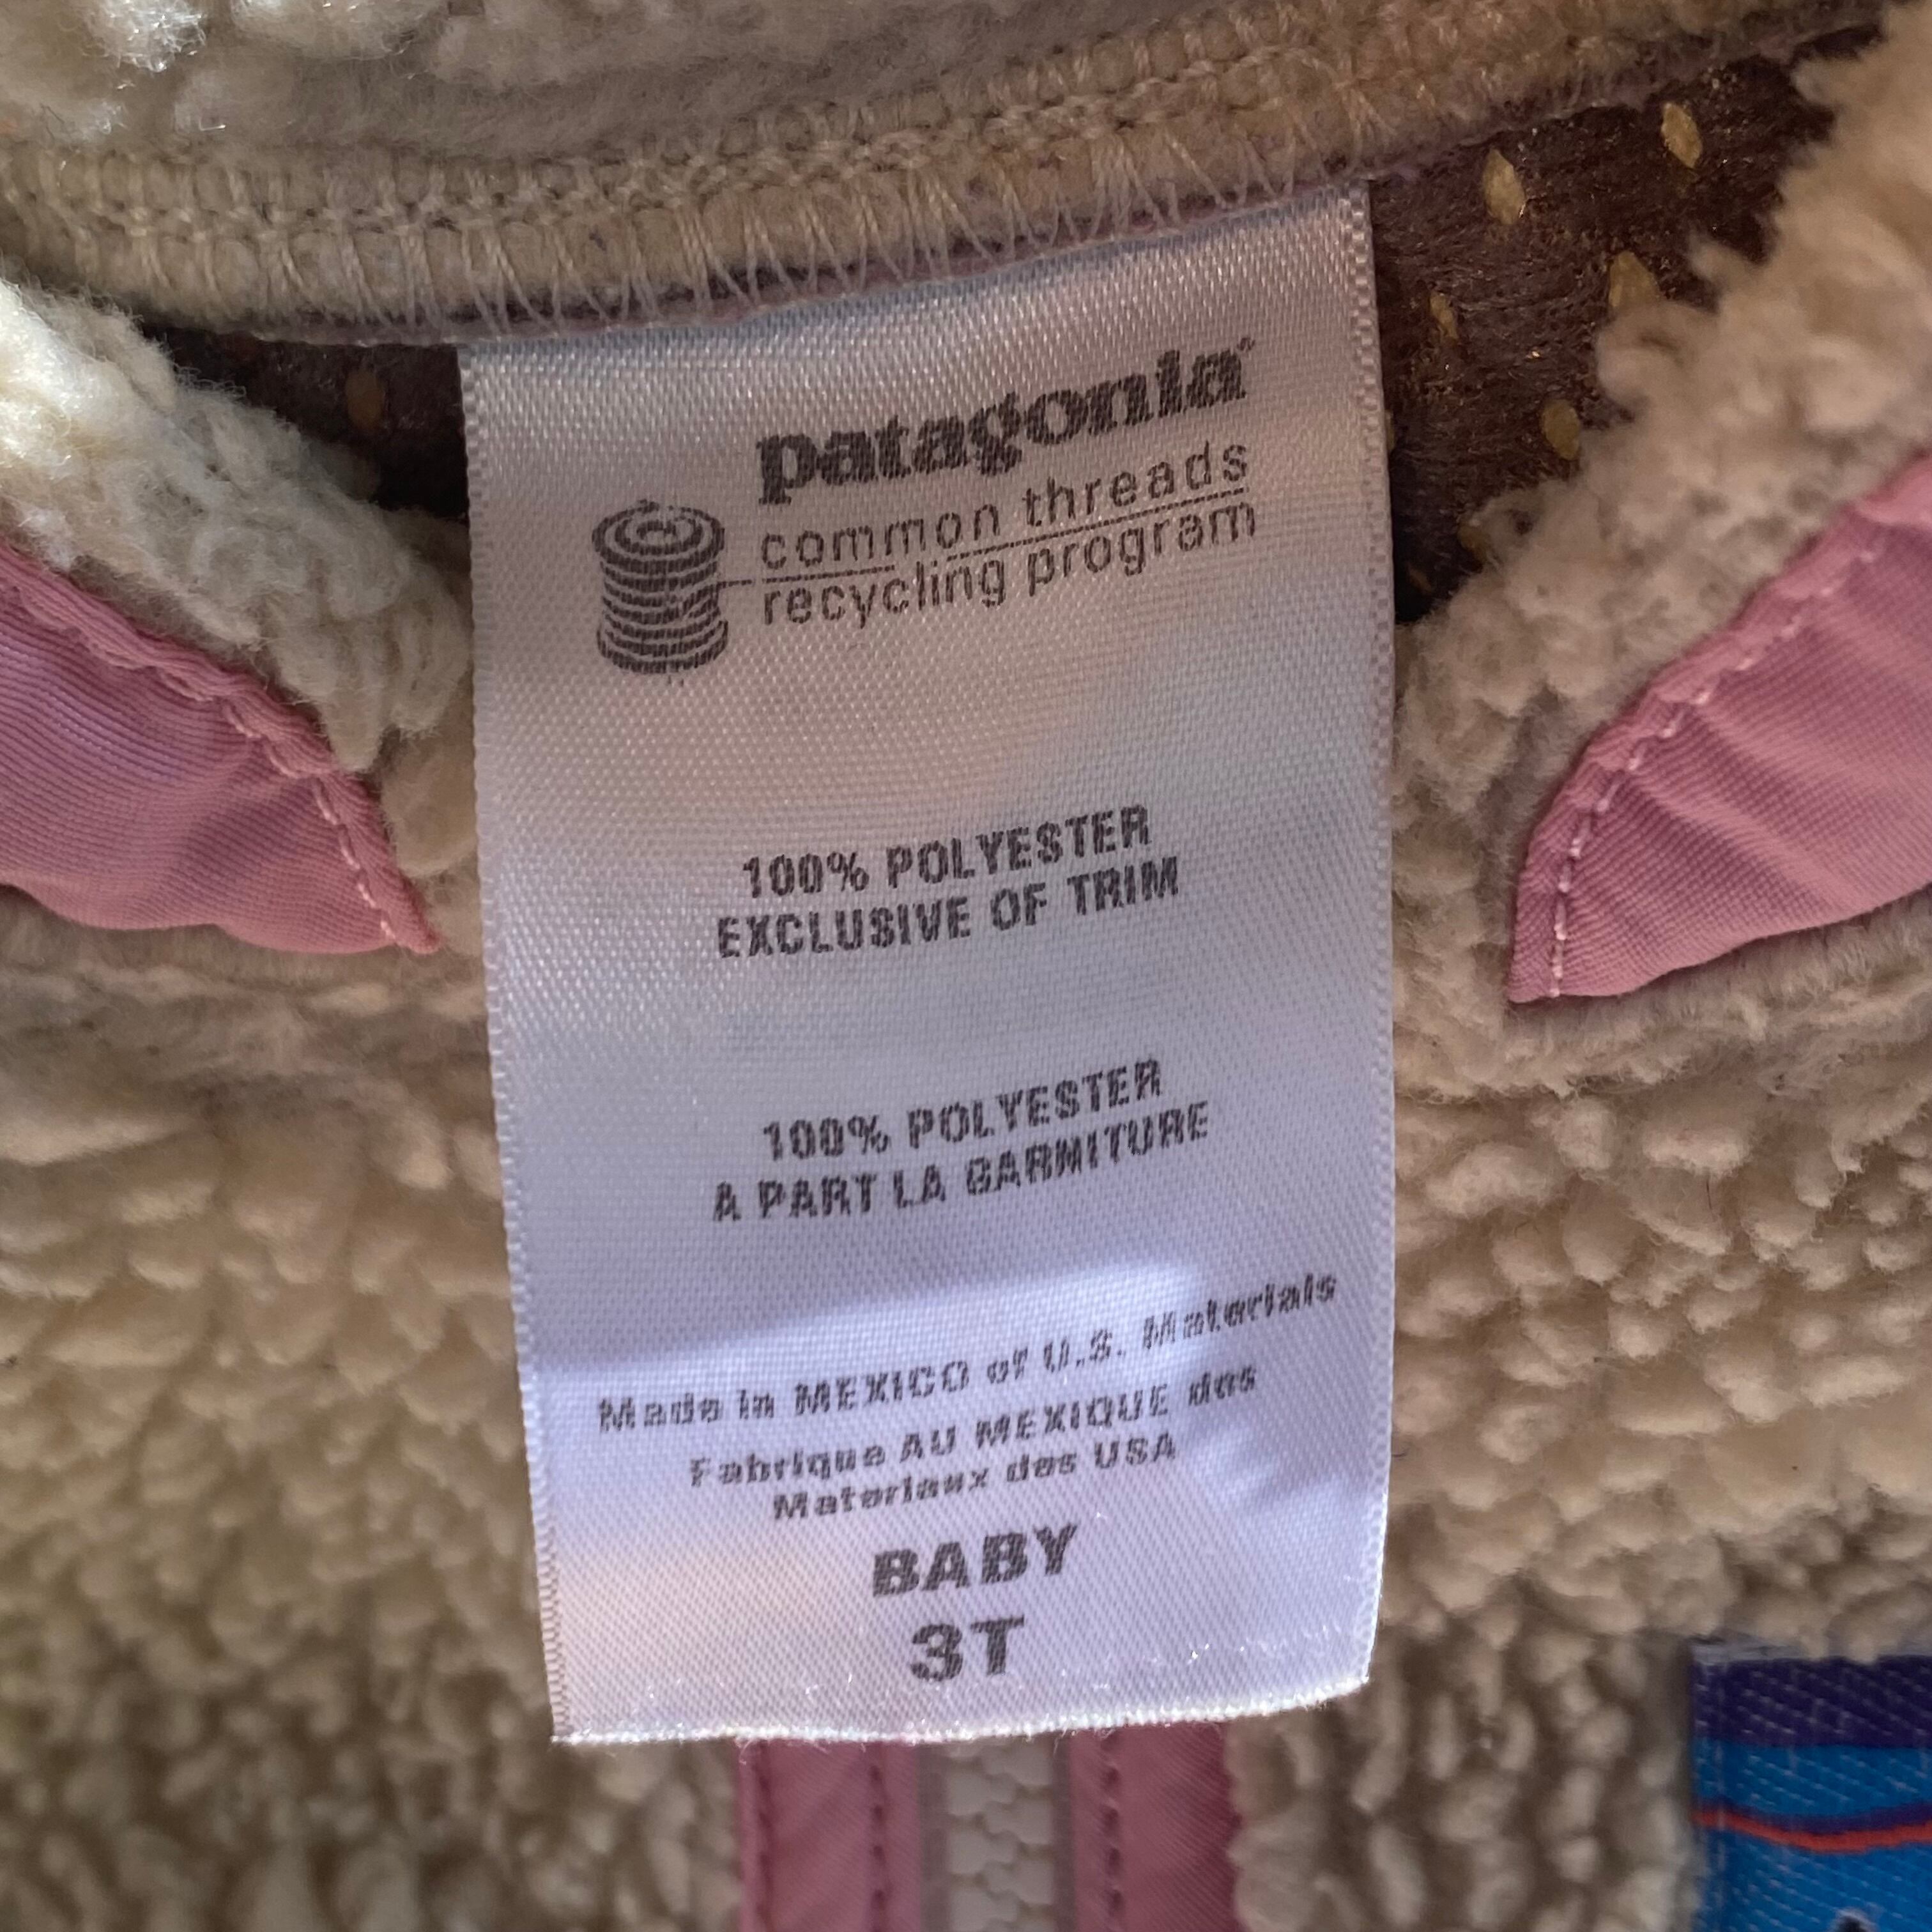 patagonia
common threads
recycling program
100% POLYESTER
EXCLUSIVE OF TRIM
100% POLYESTER
A PART LA GARNITURE
Made in MEXICO of U.S. Materials
Fabrique AU MEXIQUE des
Materiaux des USA
BABY
3T